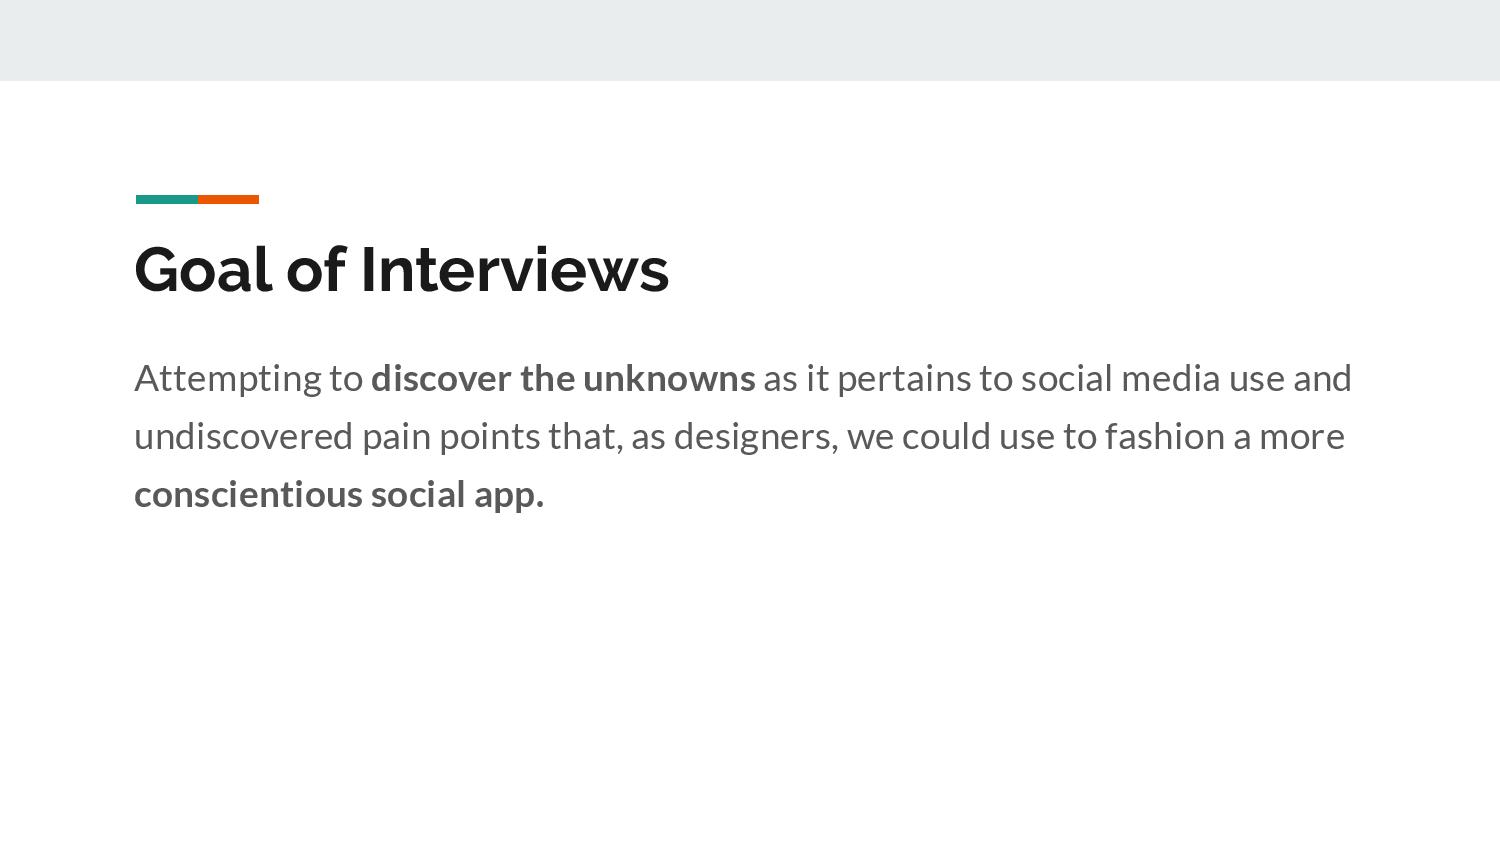 Goal of Interviews
Attempting to discover the unknowns as it pertains to social media use and
undiscovered pain points that, as designers, we could use to fashion a more
conscientious social app.